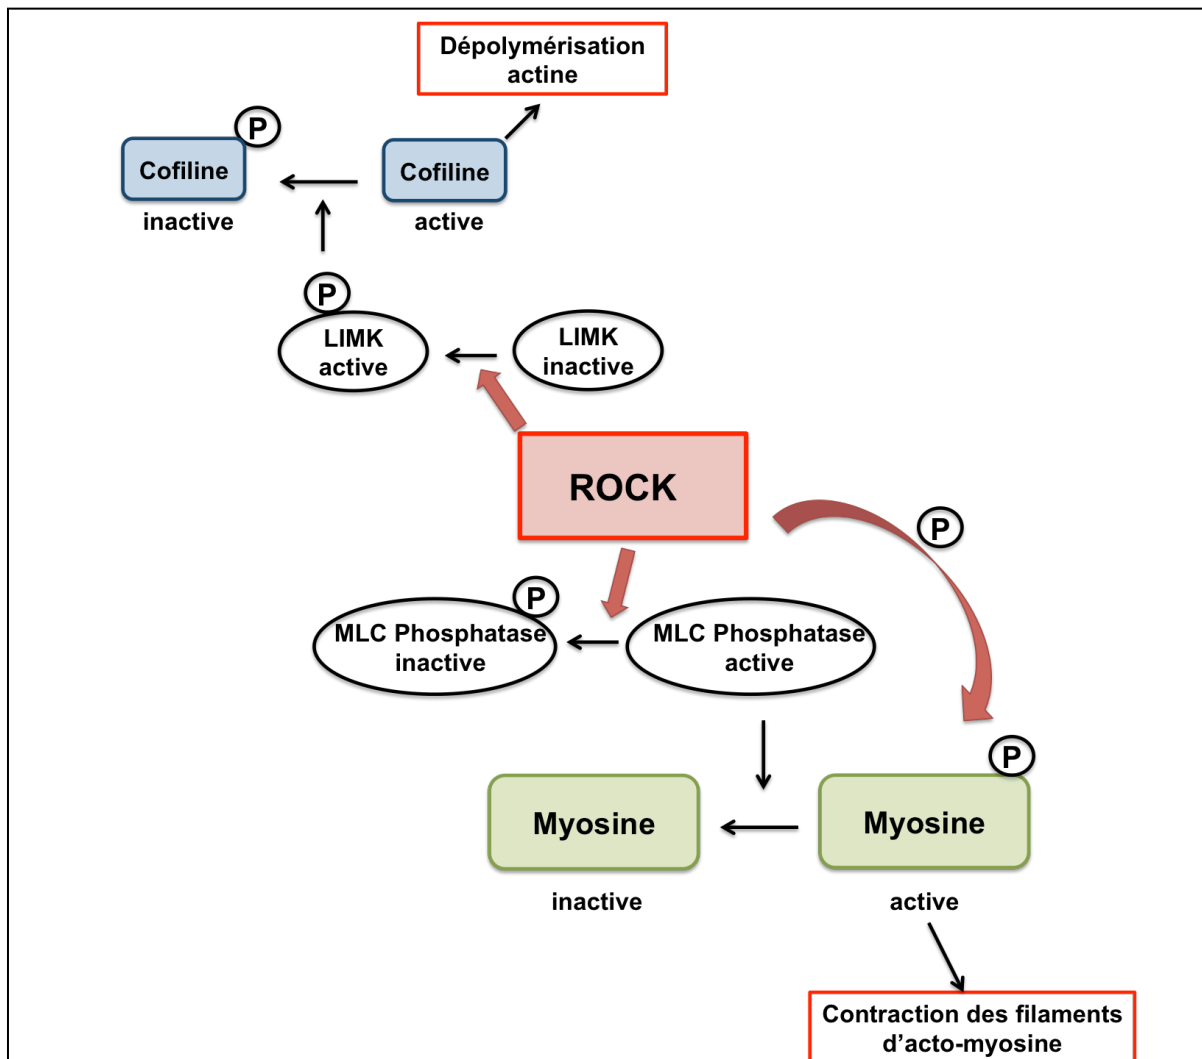 Dépolymérisation
actine
P
Cofiline
Cofiline
inactive
active
P
LIMK
active
LIMK
inactive
ROCK
P
P
MLC Phosphatase
inactive
MLC Phosphatase
active
P
Myosine
Myosine
inactive
active
Contraction des filaments
d'acto-myosine